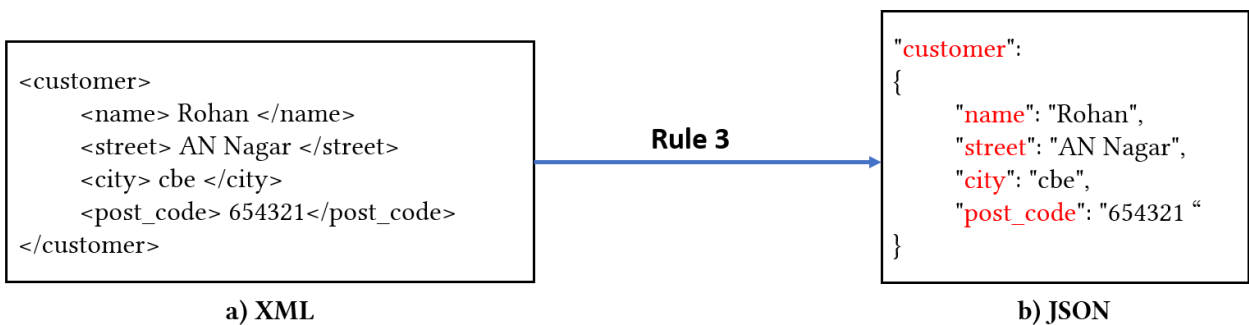 <customer>
<name> Rohan </name>
<street> AN Nagar </street>
<city> cbe </city>
<post_code> 654321</post_code>
</customer>
a) XML
Rule 3
"customer":
{
"name": "Rohan",
"street": "AN Nagar",
"city": "cbe",
"post_code": "654321 “
}
b) JSON